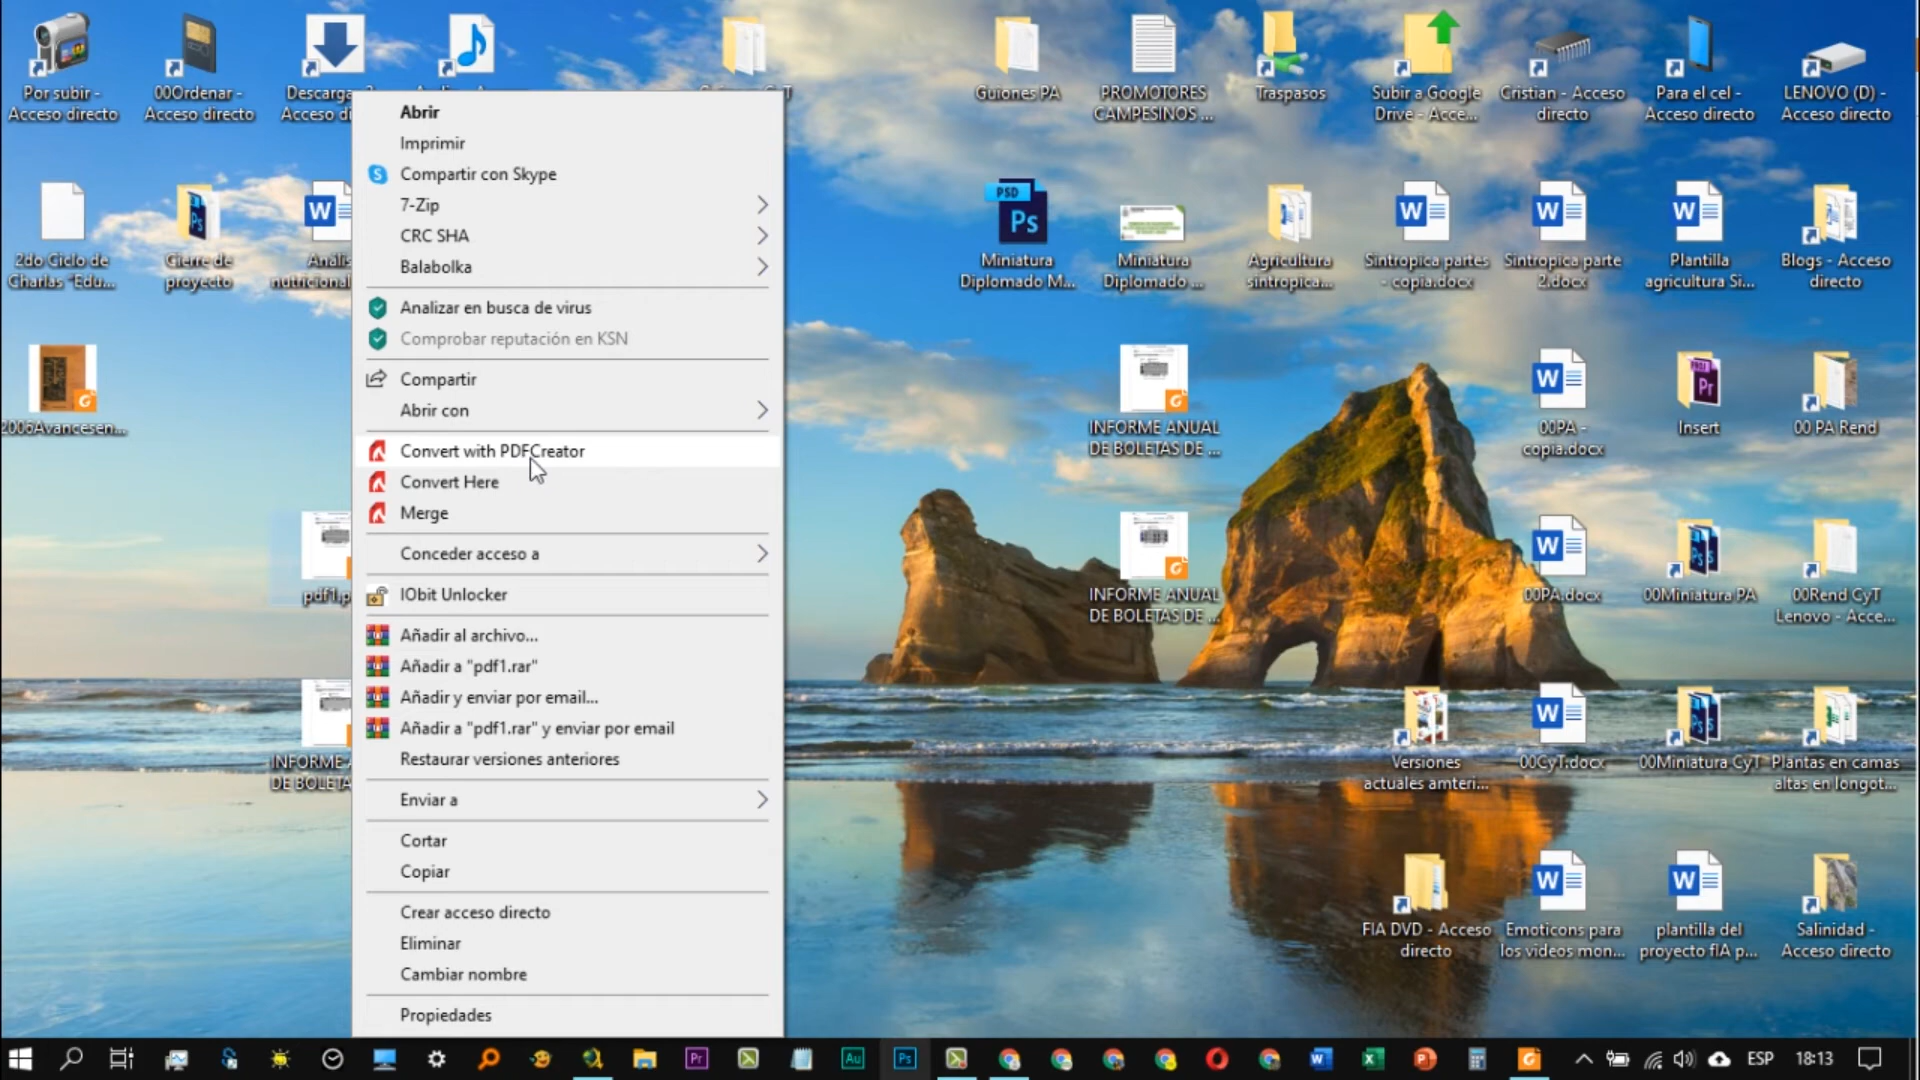 Por subir -
Acceso directo
00Ordenar -
Acceso directo
Descarga
Acceso di
Guiones PA
PROMOTORES
CAMPESINOS ...
Traspasos
Subir a Google
Drive - Acce...
Cristian - Acceso
directo
Para el cel -
Acceso directo
LENOVO (D) -
Acceso directo
2do Ciclo de
Charlas "Edu...
Cierre de
proyecto
Anális
nutricional
PSD
Ps
Miniatura
Diplomado M...
Miniatura
Diplomado ...
Agricultura
sintropica...
Sintropica partes
- copia.docx
Sintropica parte
2.docx
Plantilla
agricultura Si...
Blogs - Acceso
directo
2006Avancesen...
INFORME ANUAL
DE BOLETAS DE ...
00PA -
copia.docx
Insert
00 PA Rend
pdf1.p
INFORME ANUAL
DE BOLETAS DE ...
00PA.docx
00Miniatura PA
00Rend CyT
Lenovo - Acce...
INFORME A
DE BOLETA
Versiones
actuales amteri...
00CyT.docx
00Miniatura CyT
Plantas en camas
altas en longot...
FIA DVD - Acceso
directo
Emoticons para
los videos mon...
plantilla del
proyecto fIA p...
Salinidad -
Acceso directo
Abrir
Imprimir
Compartir con Skype
7-Zip
CRC SHA
Balabolka
Analizar en busca de virus
Comprobar reputación en KSN
Compartir
Abrir con
Convert with PDFCreator
Convert Here
Merge
Conceder acceso a
IObit Unlocker
Añadir al archivo...
Añadir a "pdf1.rar"
Añadir y enviar por email...
Añadir a "pdf1.rar" y enviar por email
Restaurar versiones anteriores
Enviar a
Cortar
Copiar
Crear acceso directo
Eliminar
Cambiar nombre
Propiedades
ESP
18:13